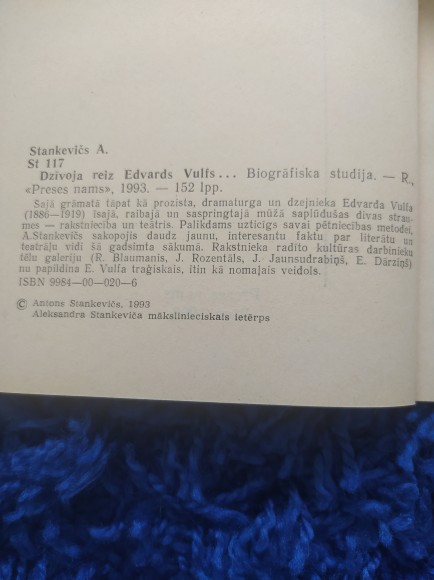 Stankevičs A.
St 117
Dzīvoja reiz Edvards Vulfs... Biogrāfiska studija. — R.,
«Preses nams», 1993. — 152 lpp.
Šajā grāmatā tāpat kā prozista, dramaturga un dzejnieka Edvarda Vulfa
(1886—1919) īsajā, raibajā un saspringtajā mūžā saplūdušas divas strau-
mes — rakstniecība un teātris. Palikdams uzticīgs savai pētniecības metodei,
A.Stankevičs sakopojis daudz jaunu, interesantu faktu par literātu un
teatrāļu vidi šā gadsimta sākumā. Rakstnieka radīto kultūras darbinieku
tēlu galeriju (R. Blaumanis, J. Rozentāls, J. Jaunsudrabiņš, E. Dārziņš)
nu papildina E. Vulfa traģiskais, itin kā nomaļais veidols.
ISBN 9984—00—020—6
© Antons Stankevičs, 1993
Aleksandra Stankeviča mākslinieciskais ietērps